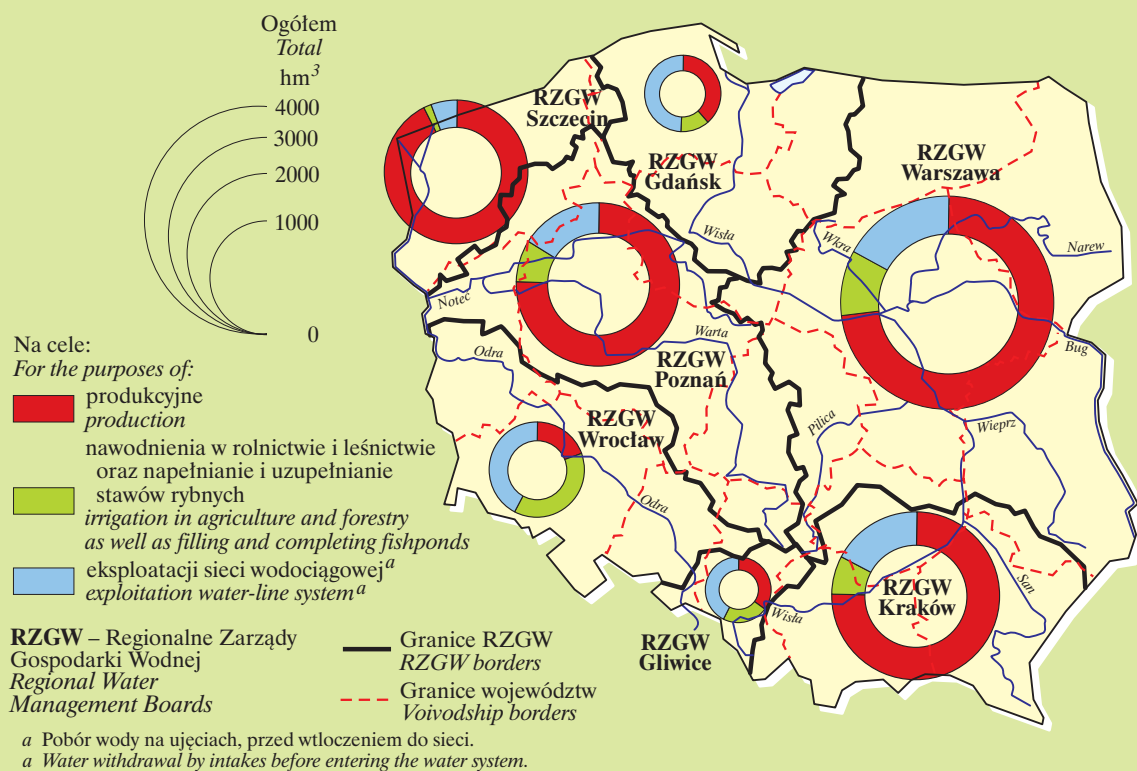 Ogółem
Total
hm3
4000
3000
2000
1000
0
Na cele:
For the purposes of:
produkcyjne
production
nawodnienia w rolnictwie i leśnictwie
oraz napełnianie i uzupełnianie
stawów rybnych
irrigation in agriculture and forestry
as well as filling and completing fishponds
eksploatacji sieci wodociągowej a
exploitation water-line system a
RZGW – Regionalne Zarządy
Gospodarki Wodnej
Regional Water
Management Boards
Granice RZGW
RZGW borders
Granice województw
Voivodship borders
a Pobór wody na ujęciach, przed wtłoczeniem do sieci.
a Water withdrawal by intakes before entering the water system.
RZGW
Szczecin
RZGW
Gdańsk
RZGW
Warszawa
Wisła
Wkra
Narew
Noteć
Warta
Bug
Odra
RZGW
Poznań
RZGW
Wrocław
Pilica
Wieprz
Odra
RZGW
Kraków
San
Wisła
RZGW
Gliwice